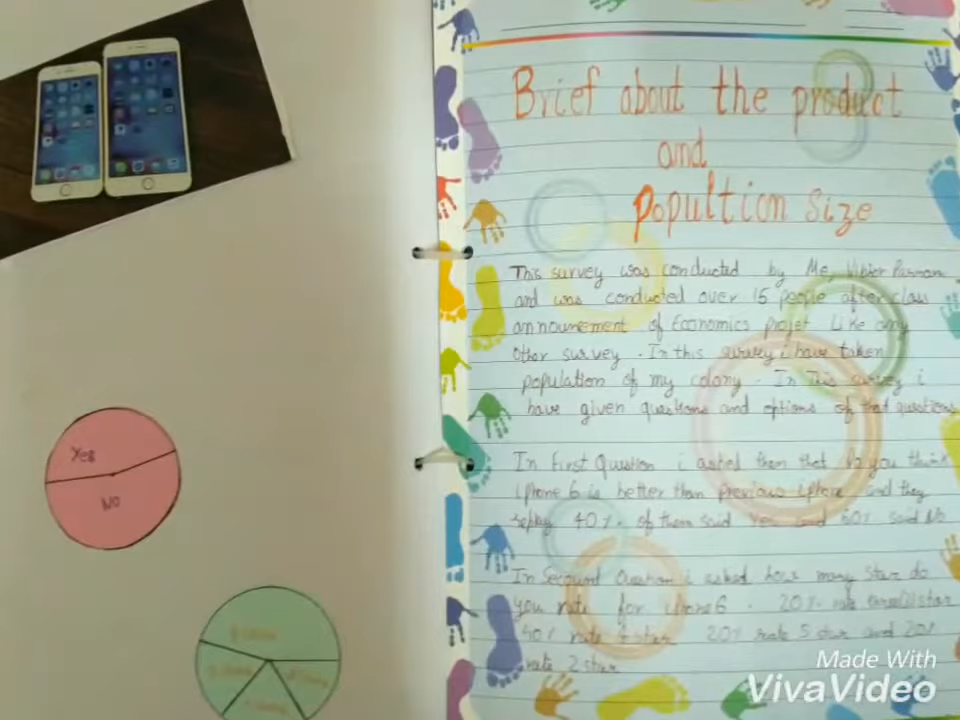 Brief about the product
and
Popultion Size
This survey was conducted by Me,
and was conducted over 15 people after class
announcment of Economics projet Like any
Other survey . In this survey i have taken
population of my colony . In This survey i
have given questions and options of that questions
In First Question i asked them that Do you think
iphone 6 is better than previous iphone and they
replay 40% of them said Yes and 60% said No
In Second Question i asked how many Star do
you rate for iphone 6 . 20% rate star
40% rate 4 star 20% rate 5 star and 20%
rate 2 star
Yes
No
Made With
VivaVideo